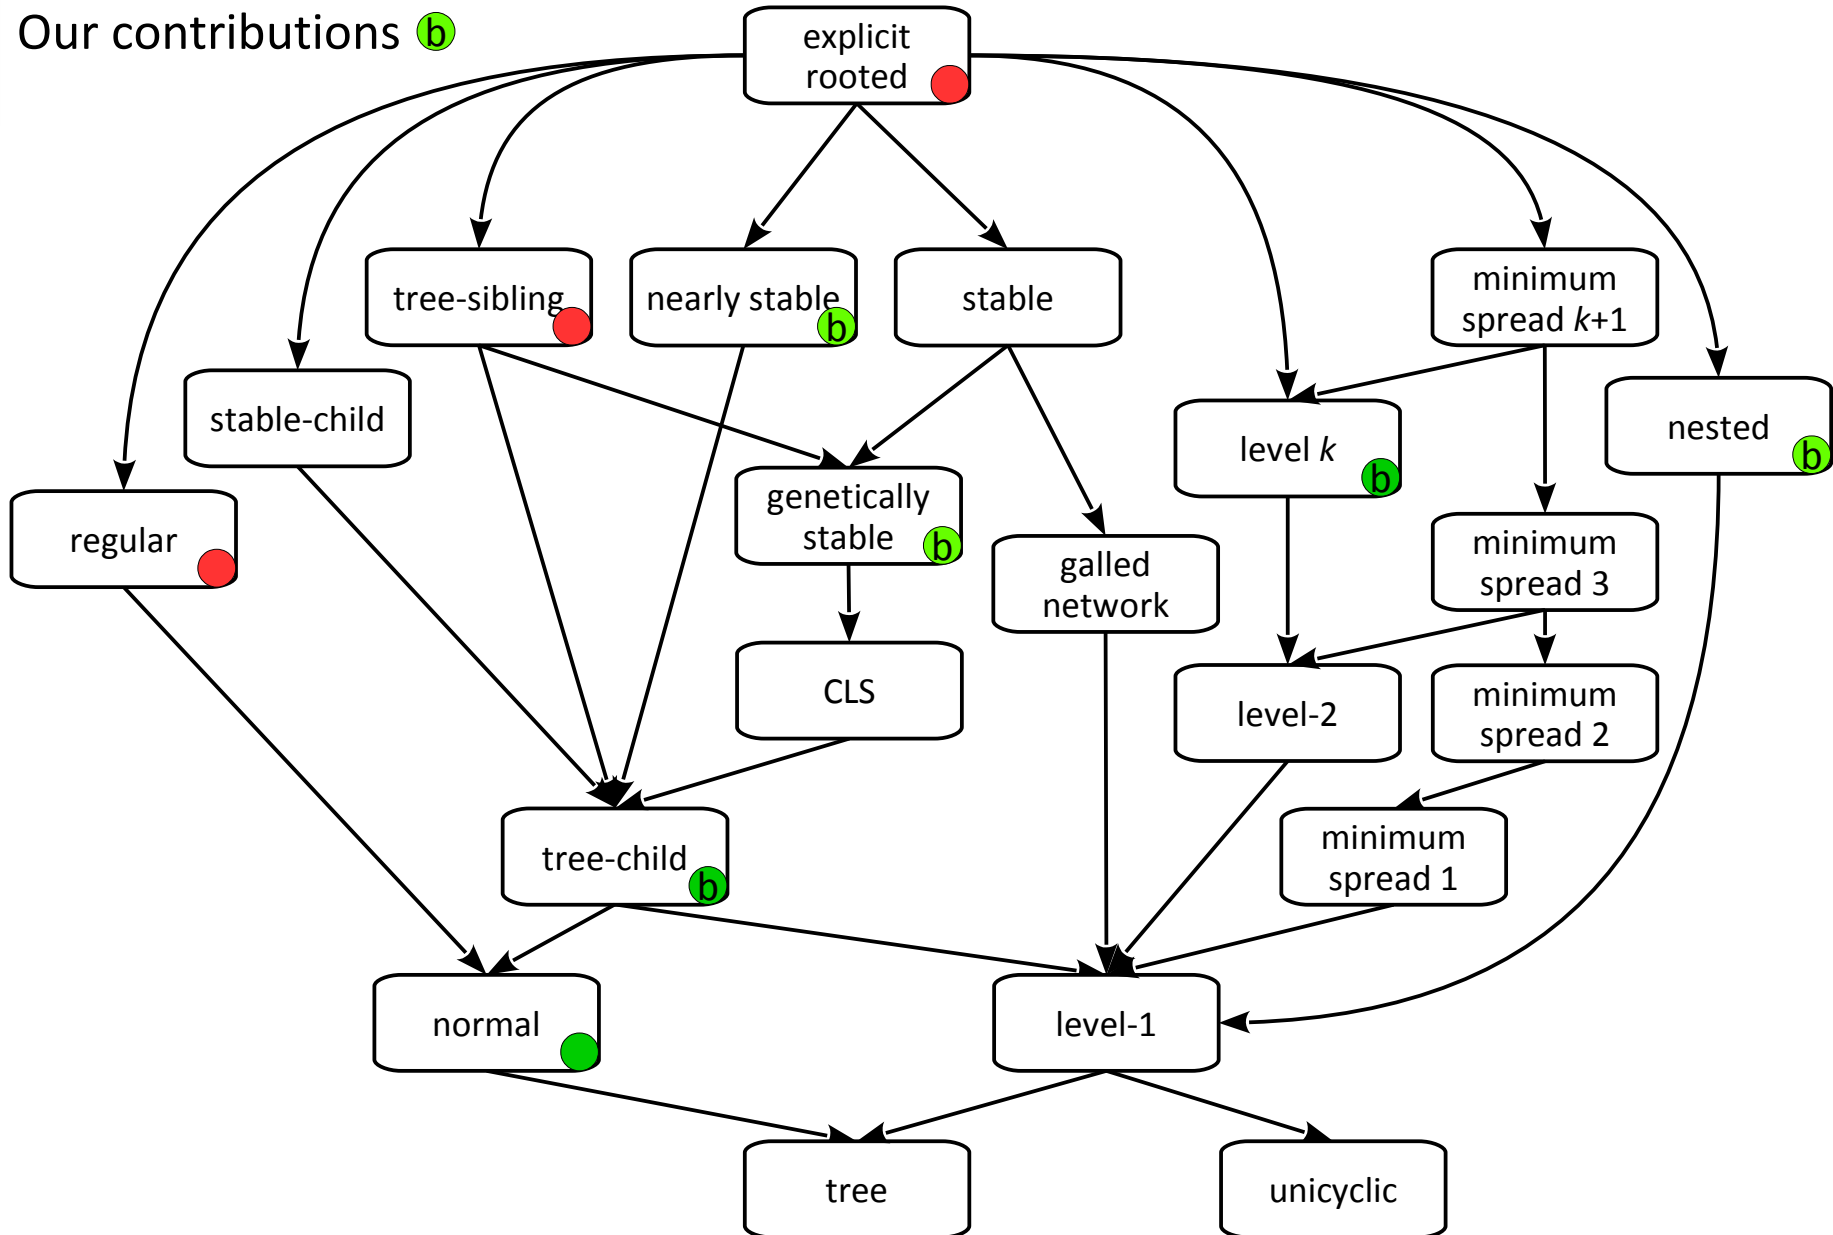 Our contributions b
explicit
rooted
tree-sibling
nearly stable
b
stable
minimum
spread k+1
stable-child
level k
b
nested
b
regular
genetically
stable
b
galled
network
minimum
spread 3
CLS
level-2
minimum
spread 2
tree-child
b
minimum
spread 1
normal
level-1
tree
unicyclic